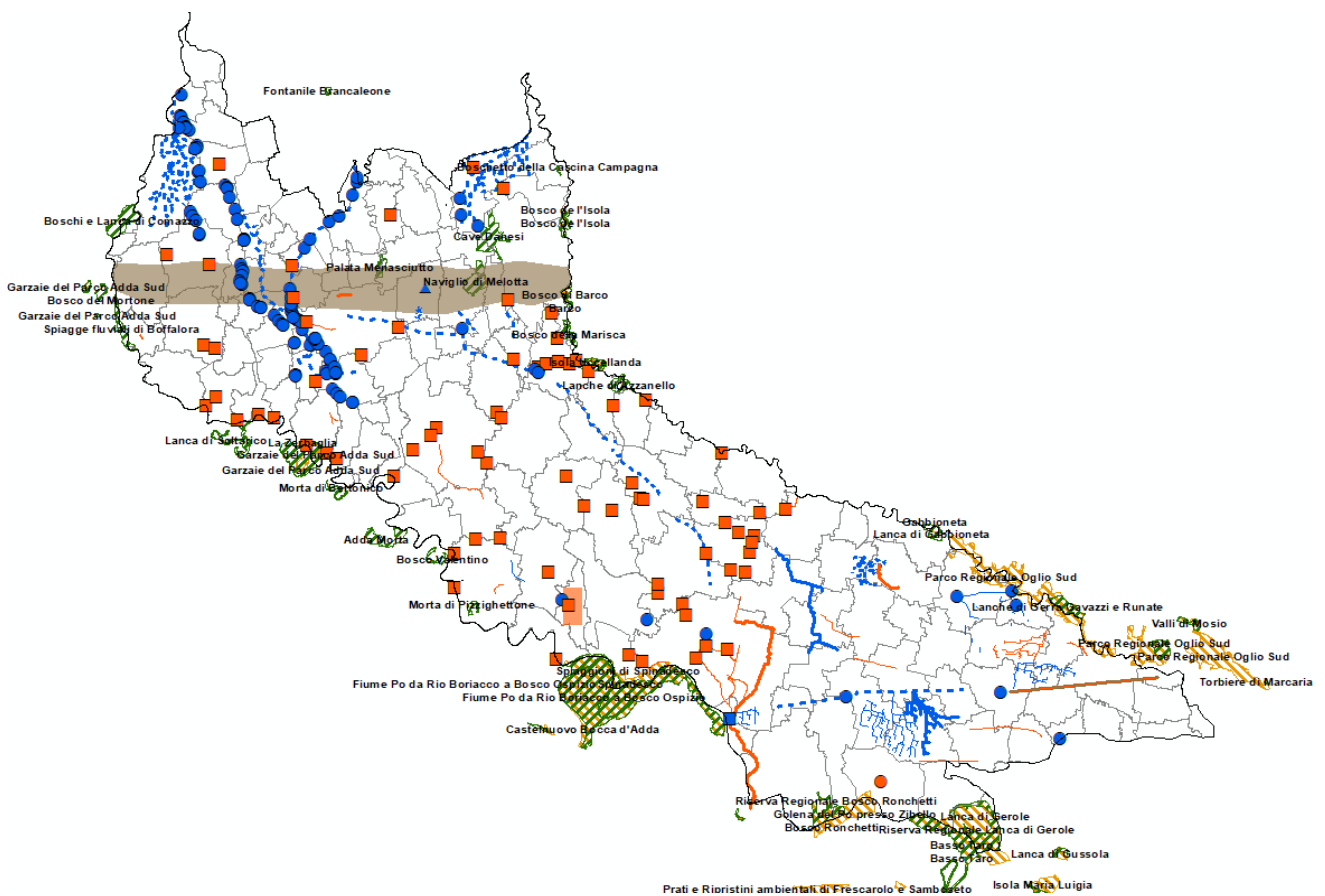 Fontanile Brancaleone
Boschetto della Cascina Campagna
Bosco de l'Isola
Boschi e Lanca di Comazzo
Bosco de l'Isola
Cave Danesi
Palata Menasciutto
Naviglio di Melotta
Garzaie del Parco Adda Sud
Bosco di Barco
Bosco del Mortone
Barco
Garzaie del Parco Adda Sud
Spiagge fluviali di Boffalora
Bosco della Marisca
Isola Uccellanda
Lanche di Azzanello
Lanca di Soltarico
La Zerbaglia
Garzaie del Parco Adda Sud
Garzaie del Parco Adda Sud
Morta di Bertonico
Gabbioneta
Lanca di Gabbioneta
Adda Morta
Bosco Valentino
Parco Regionale Oglio Sud
Morta di Pizzighettone
Lanche di Gerra Gavazzi e Runate
Valli di Mosio
Parco Regionale Oglio Sud
Parco Regionale Oglio Sud
Spiaggioni di Spinadesco
Torbiere di Marcaria
Fiume Po da Rio Boriacco a Bosco Ospizio
Spinadesco
Fiume Po da Rio Boriacco a Bosco Ospizio
Castelnuovo Bocca d'Adda
Riserva Regionale Bosco Ronchetti
Golena del Po presso Zibello
Lanca di Gerole
Bosco Ronchetti
Riserva Regionale Lanca di Gerole
Basso Taro
Lanca di Gussola
Basso Taro
Isola Maria Luigia
Prati e Ripristini ambientali di Frescarolo e Samboseto